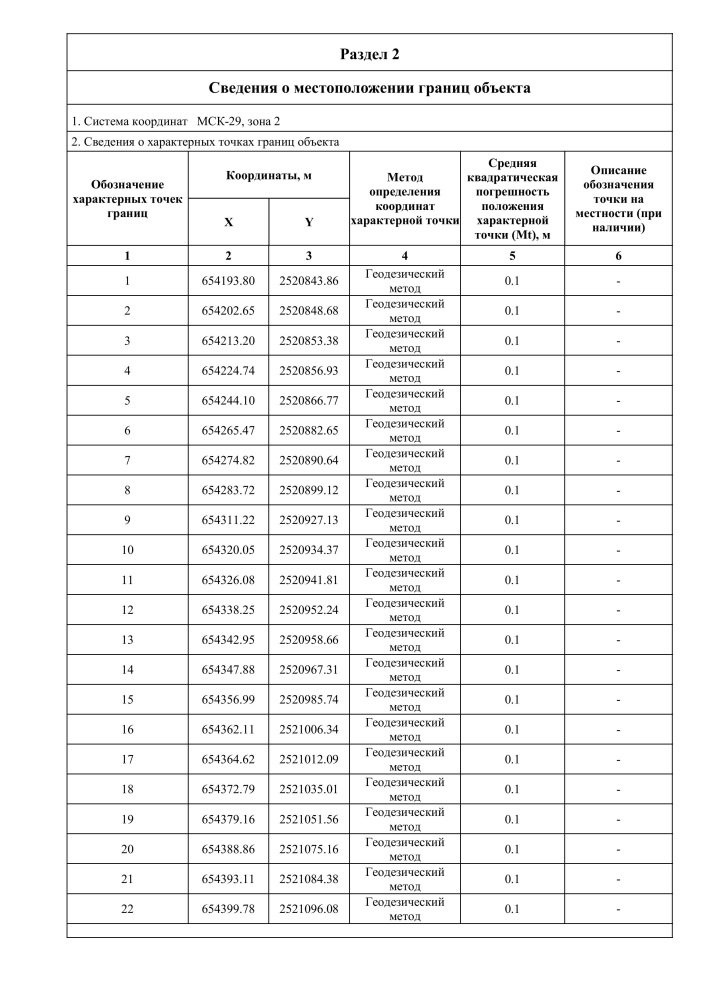 Раздел 2
Сведения о местоположении границ объекта
1. Система координат МСК-29, зона 2
2. Сведения о характерных точках границ объекта
Обозначение характерных точек границ
Координаты, м
X
Y
Метод определения координат характерной точки
Средняя квадратическая погрешность положения характерной точки (Mt), м
Описание обозначения точки на местности (при наличии)
1 2 3 4 5 6
1 654193.80 2520843.86 Геодезический метод 0.1 -
2 654202.65 2520848.68 Геодезический метод 0.1 -
3 654213.20 2520853.38 Геодезический метод 0.1 -
4 654224.74 2520856.93 Геодезический метод 0.1 -
5 654244.10 2520866.77 Геодезический метод 0.1 -
6 654265.47 2520882.65 Геодезический метод 0.1 -
7 654274.82 2520890.64 Геодезический метод 0.1 -
8 654283.72 2520899.12 Геодезический метод 0.1 -
9 654311.22 2520927.13 Геодезический метод 0.1 -
10 654320.05 2520934.37 Геодезический метод 0.1 -
11 654326.08 2520941.81 Геодезический метод 0.1 -
12 654338.25 2520952.24 Геодезический метод 0.1 -
13 654342.95 2520958.66 Геодезический метод 0.1 -
14 654347.88 2520967.31 Геодезический метод 0.1 -
15 654356.99 2520985.74 Геодезический метод 0.1 -
16 654362.11 2521006.34 Геодезический метод 0.1 -
17 654364.62 2521012.09 Геодезический метод 0.1 -
18 654372.79 2521035.01 Геодезический метод 0.1 -
19 654379.16 2521051.56 Геодезический метод 0.1 -
20 654388.86 2521075.16 Геодезический метод 0.1 -
21 654393.11 2521084.38 Геодезический метод 0.1 -
22 654399.78 2521096.08 Геодезический метод 0.1 -